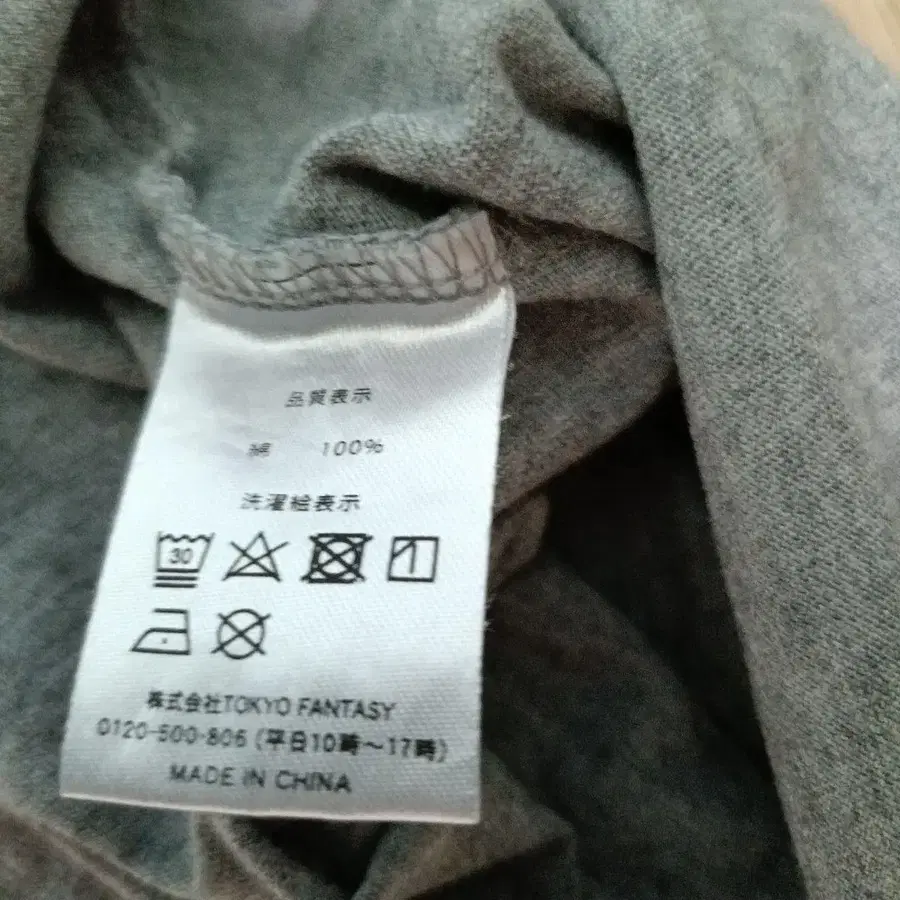 品質表示
綿 100%
洗濯絵表示
30
株式会社TOKYO FANTASY
0120-500-806 (平日10時〜17時)
MADE IN CHINA